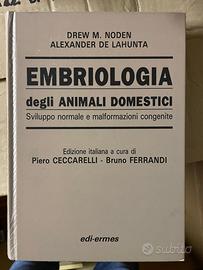 DREW M. NODEN
ALEXANDER DE LAHUNTA
EMBRIOLOGIA
degli ANIMALI DOMESTICI
Sviluppo normale e malformazioni congenite
Edizione italiana a cura di
Piero CECCARELLI - Bruno FERRANDI
edi-ermes
subito